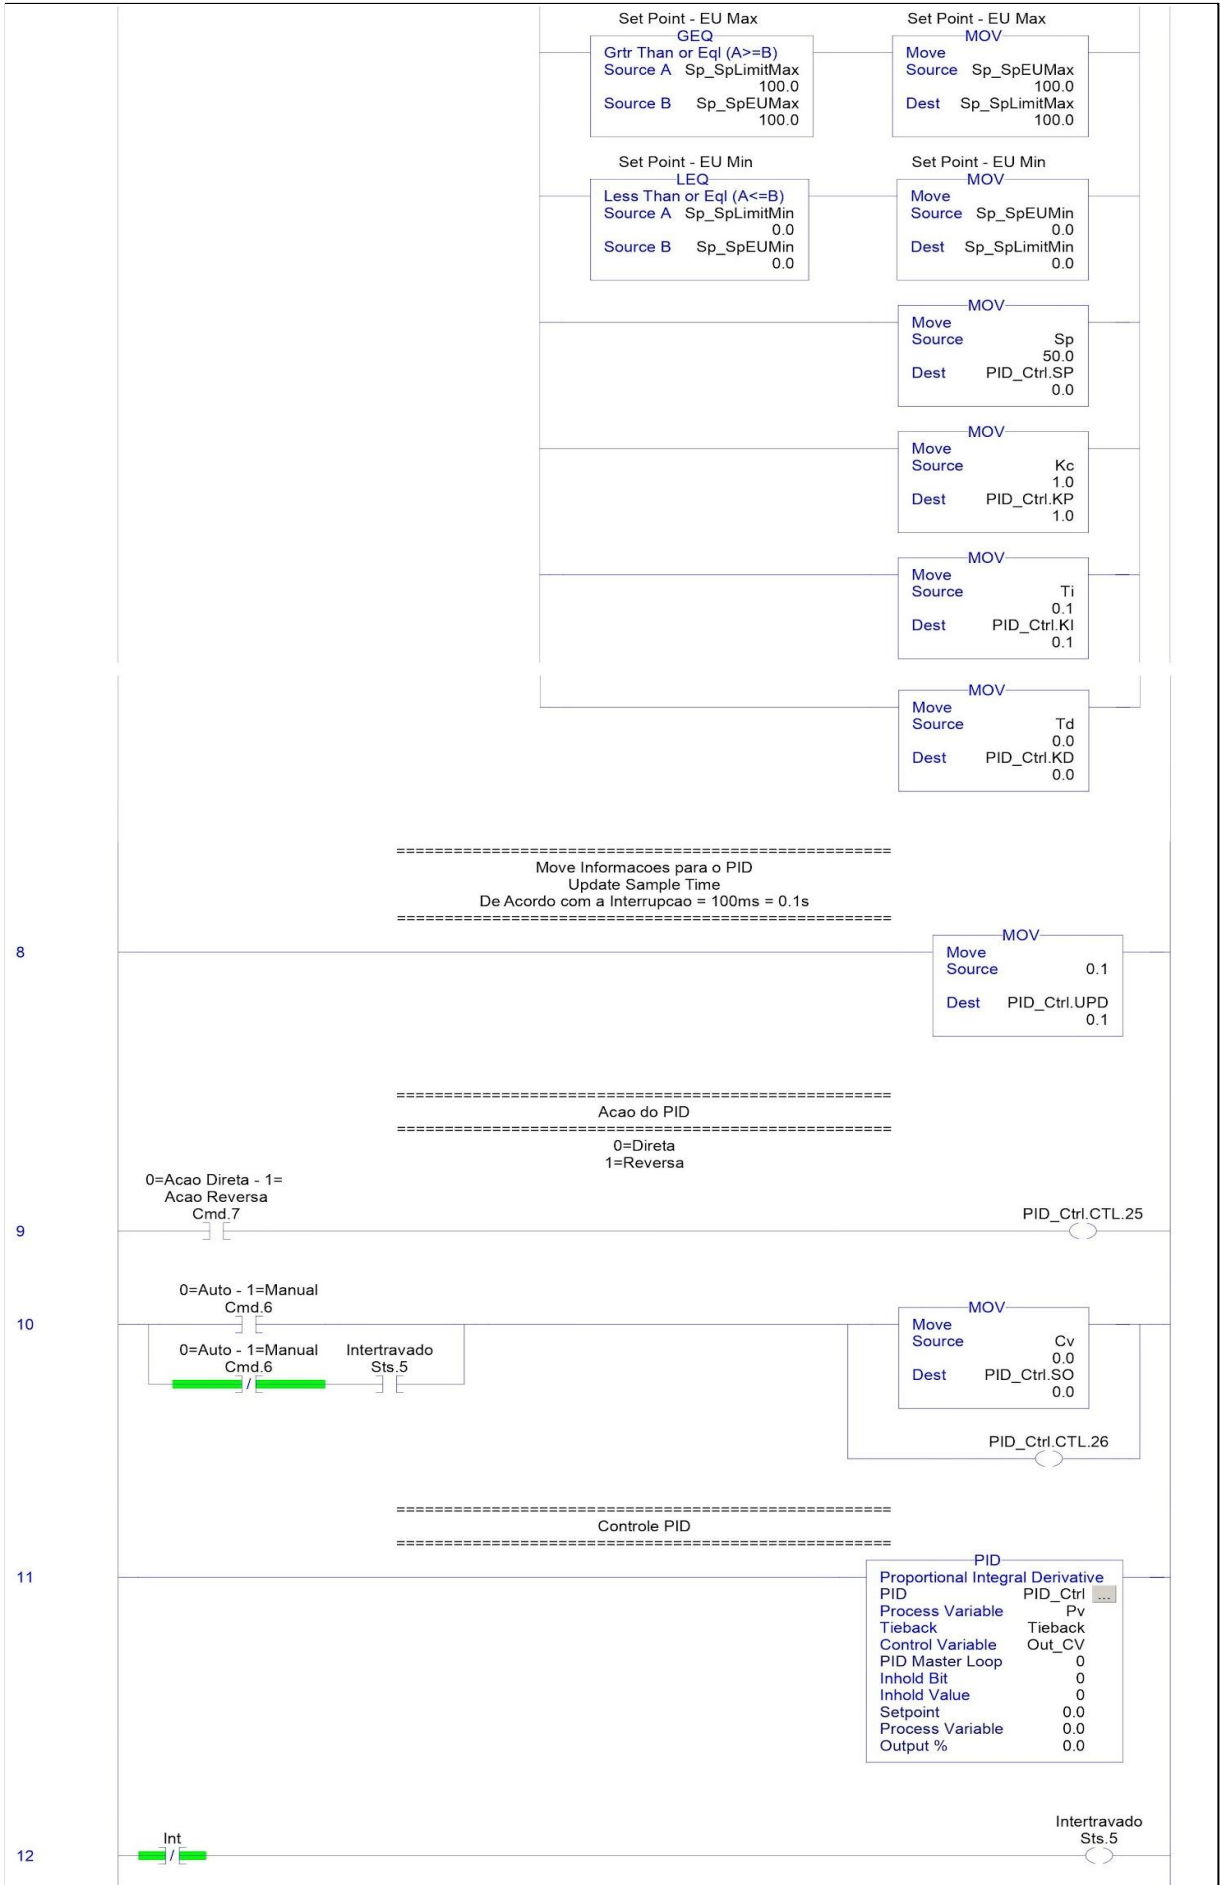 Set Point - EU Max
GEQ
Grtr Than or Eql (A>=B)
Source A Sp_SpLimitMax
100.0
Source B Sp_SpEUMax
100.0
Set Point - EU Max
MOV
Move
Source Sp_SpEUMax
100.0
Dest Sp_SpLimitMax
100.0
Set Point - EU Min
LEQ
Less Than or Eql (A<=B)
Source A Sp_SpLimitMin
0.0
Source B Sp_SpEUMin
0.0
Set Point - EU Min
MOV
Move
Source Sp_SpEUMin
0.0
Dest Sp_SpLimitMin
0.0
MOV
Move
Source Sp
50.0
Dest PID_Ctrl.SP
0.0
MOV
Move
Source Kc
1.0
Dest PID_Ctrl.KP
1.0
MOV
Move
Source Ti
0.1
Dest PID_Ctrl.KI
0.1
MOV
Move
Source Td
0.0
Dest PID_Ctrl.KD
0.0
====================================================
Move Informacoes para o PID
Update Sample Time
De Acordo com a Interrupcao = 100ms = 0.1s
====================================================
8
MOV
Move
Source 0.1
Dest PID_Ctrl.UPD
0.1
====================================================
Acao do PID
====================================================
0=Direta
1=Reversa
0=Acao Direta - 1=
Acao Reversa
Cmd.7
PID_Ctrl.CTL.25
9
0=Auto - 1=Manual
Cmd.6
10
0=Auto - 1=Manual
Cmd.6
Intertravado
Sts.5
MOV
Move
Source Cv
0.0
Dest PID_Ctrl.SO
0.0
PID_Ctrl.CTL.26
====================================================
Controle PID
====================================================
11
PID
Proportional Integral Derivative
PID PID_Ctrl ...
Process Variable Pv
Tieback Tieback
Control Variable Out_CV
PID Master Loop 0
Inhold Bit 0
Inhold Value 0
Setpoint 0.0
Process Variable 0.0
Output % 0.0
Int
Intertravado
Sts.5
12